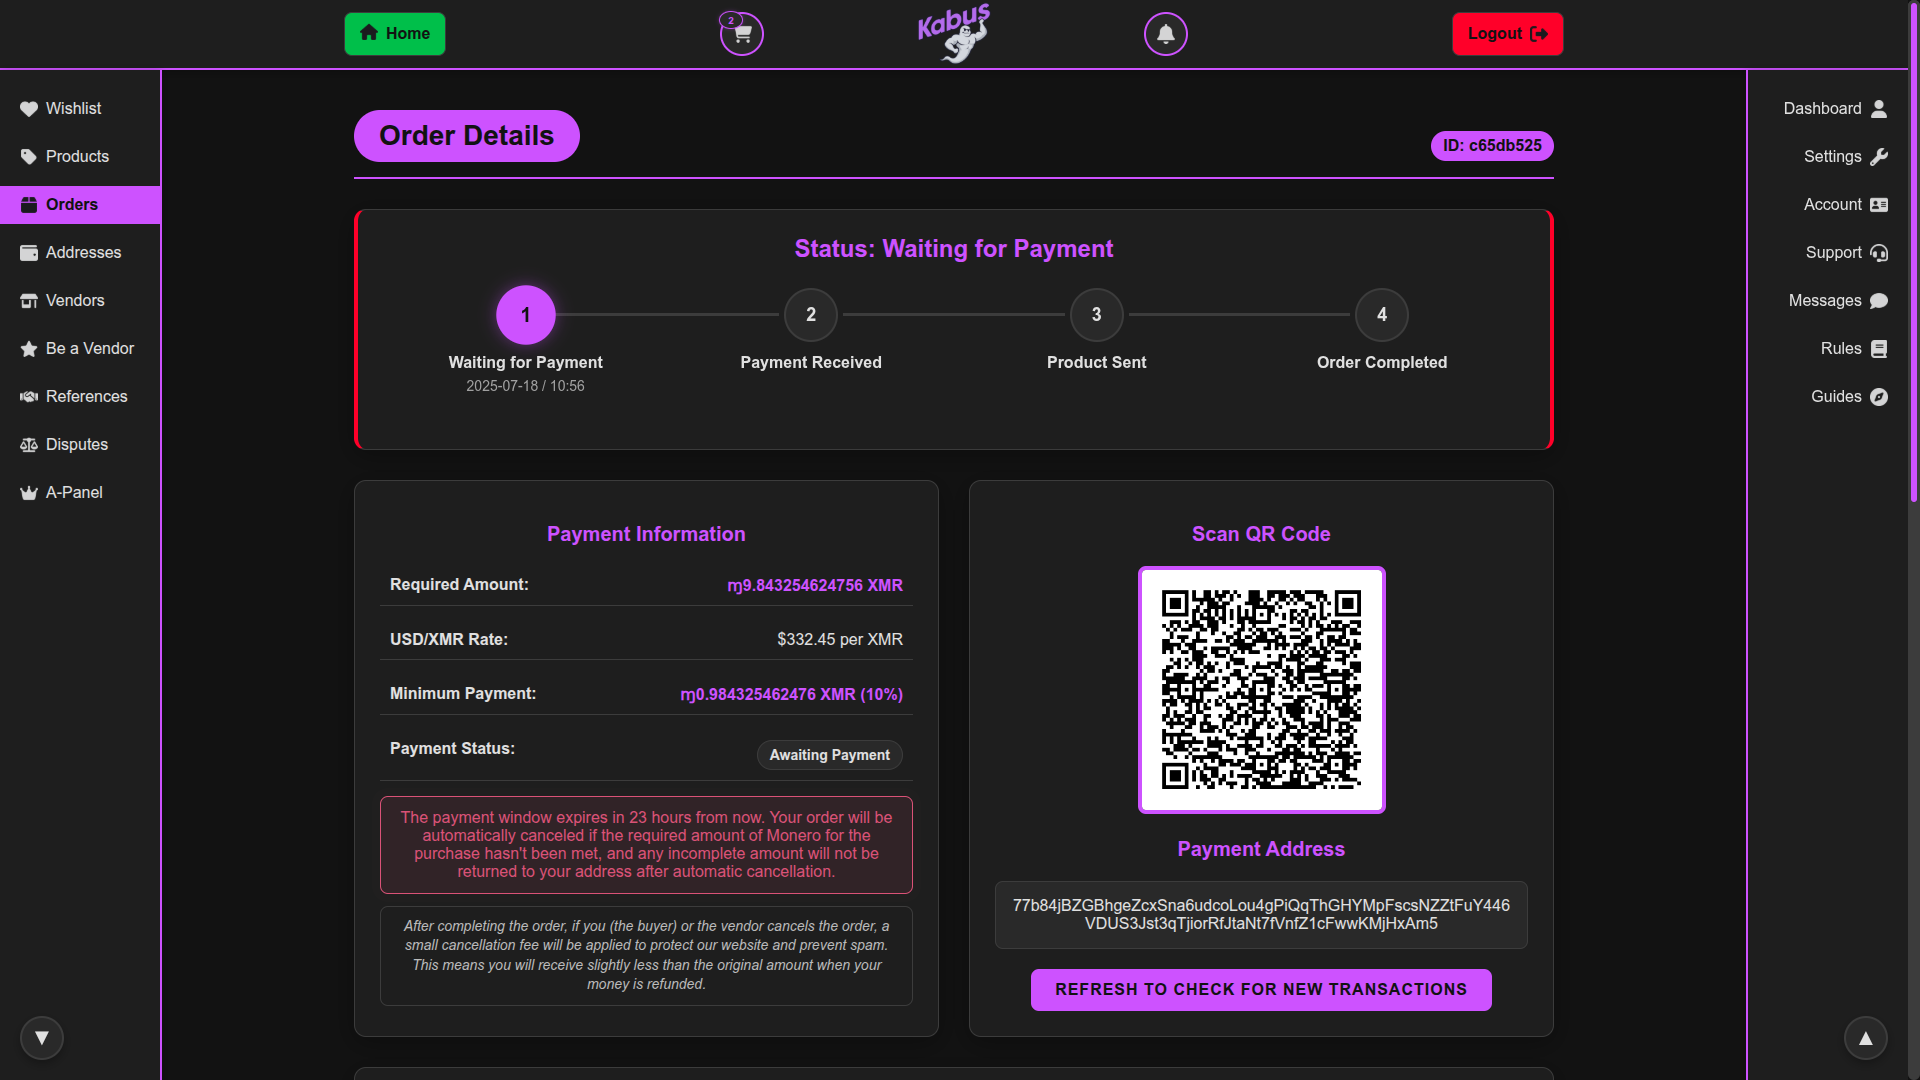 Home
2
Kabus
Logout
Wishlist
Products
Orders
Addresses
Vendors
Be a Vendor
References
Disputes
A-Panel
Dashboard
Settings
Account
Support
Messages
Rules
Guides
Order Details
ID: c65db525
Status: Waiting for Payment
1
2
3
4
Waiting for Payment
Payment Received
Product Sent
Order Completed
2025-07-18 / 10:56
Payment Information
Required Amount:
ɱ9.843254624756 XMR
USD/XMR Rate:
$332.45 per XMR
Minimum Payment:
ɱ0.984325462476 XMR (10%)
Payment Status:
Awaiting Payment
The payment window expires in 23 hours from now. Your order will be
automatically canceled if the required amount of Monero for the
purchase hasn't been met, and any incomplete amount will not be
returned to your address after automatic cancellation.
After completing the order, if you (the buyer) or the vendor cancels the order, a
small cancellation fee will be applied to protect our website and prevent spam.
This means you will receive slightly less than the original amount when your
money is refunded.
Scan QR Code
Payment Address
77b84jBZGBhgeZcxSna6udcoLou4gPiQqThGHYMpFscsNZZtFuY446
VDUS3Jst3qTjiorRfJtaNt7fVnfZ1cFwwKMjHxAm5
REFRESH TO CHECK FOR NEW TRANSACTIONS